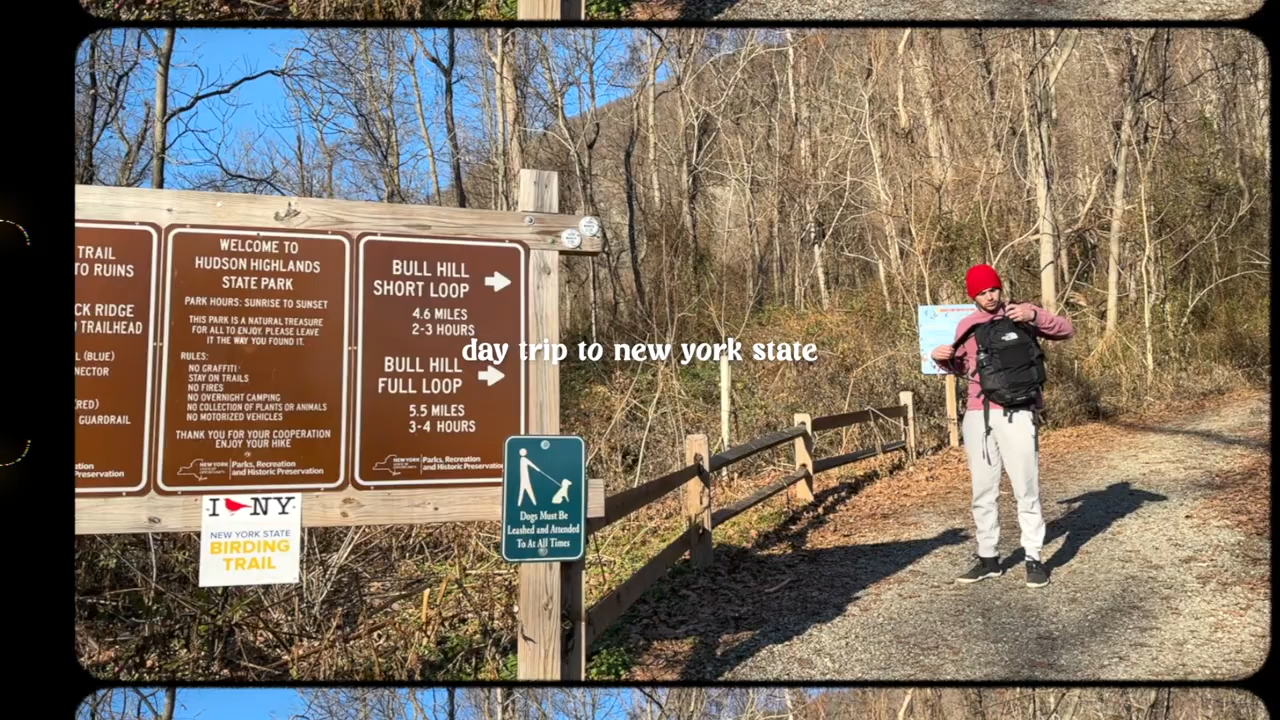 TRAIL
TO RUINS
CK RIDGE
TRAILHEAD
L (BLUE)
NECTOR
(RED)
GUARDRAIL
WELCOME TO
HUDSON HIGHLANDS
STATE PARK
PARK HOURS: SUNRISE TO SUNSET
THIS PARK IS A NATURAL TREASURE
FOR ALL TO ENJOY. PLEASE LEAVE
IT THE WAY YOU FOUND IT.
RULES:
NO GRAFFITI
STAY ON TRAILS
NO FIRES
NO OVERNIGHT CAMPING
NO COLLECTION OF PLANTS OR ANIMALS
NO MOTORIZED VEHICLES
THANK YOU FOR YOUR COOPERATION
ENJOY YOUR HIKE
NEW YORK
Parks, Recreation
and Historic Preservation
BULL HILL
SHORT LOOP
4.6 MILES
2-3 HOURS
BULL HILL
FULL LOOP
5.5 MILES
3-4 HOURS
NEW YORK
Parks, Recreation
and Historic Preservation
day trip to new york state
I NY
NEW YORK STATE
BIRDING
TRAIL
Dogs Must Be
Leashed and Attended
To At All Times